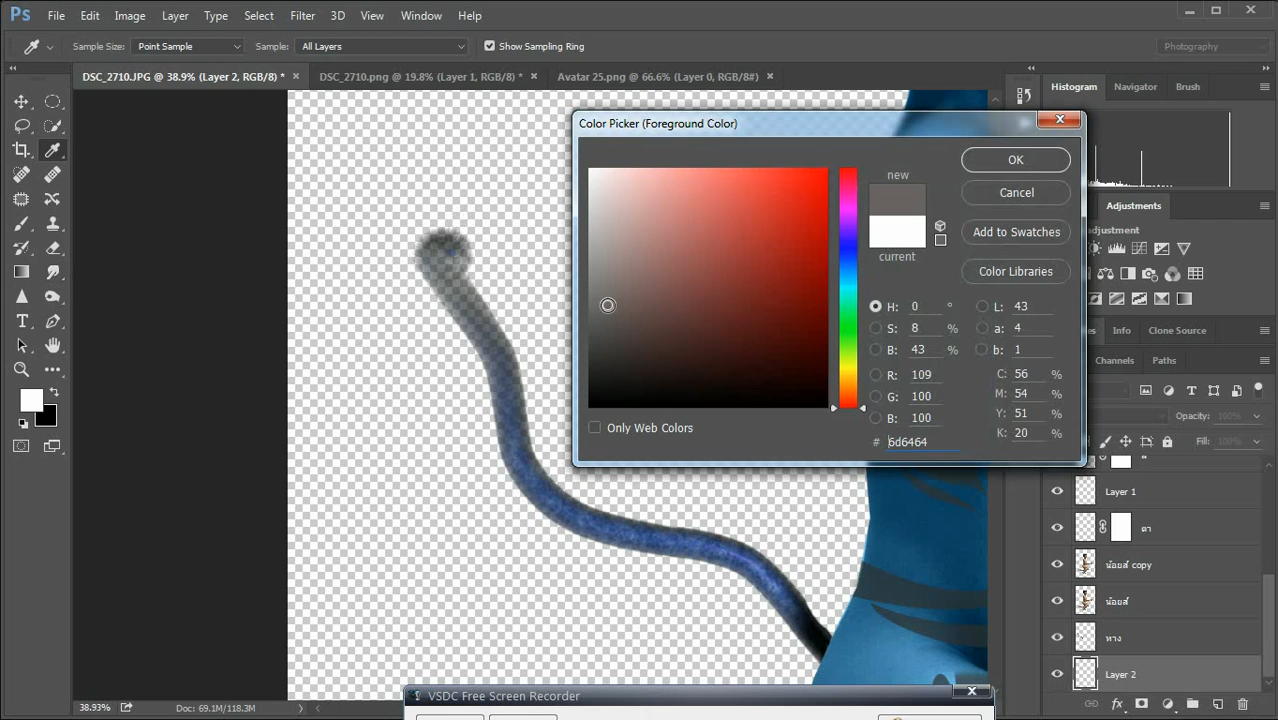 Ps File Edit Image Layer Type Select Filter 3D View Window Help
Sample Size: Point Sample Sample: All Layers Show Sampling Ring Photography
DSC_2710.JPG @ 38.9% (Layer 2, RGB/8) * × DSC_2710.png @ 19.8% (Layer 1, RGB/8) * × Avatar 25.png @ 66.6% (Layer 0, RGB/8#) ×
Histogram Navigator Brush
Color Picker (Foreground Color)
new
current
OK
Cancel
Add to Swatches
Color Libraries
H: 0 °
S: 8 %
B: 43 %
R: 109
G: 100
B: 100
# 6d6464
L: 43
a: 4
b: 1
C: 56 %
M: 54 %
Y: 51 %
K: 20 %
Only Web Colors
Adjustments
adjustment
Info Clone Source
Channels Paths
Opacity: 100%
Fill: 100%
Layer 1
ตา
น้อยส์ copy
น้อยส์
หาง
Layer 2
VSDC Free Screen Recorder
38.93% Doc: 69.1M/118.3M